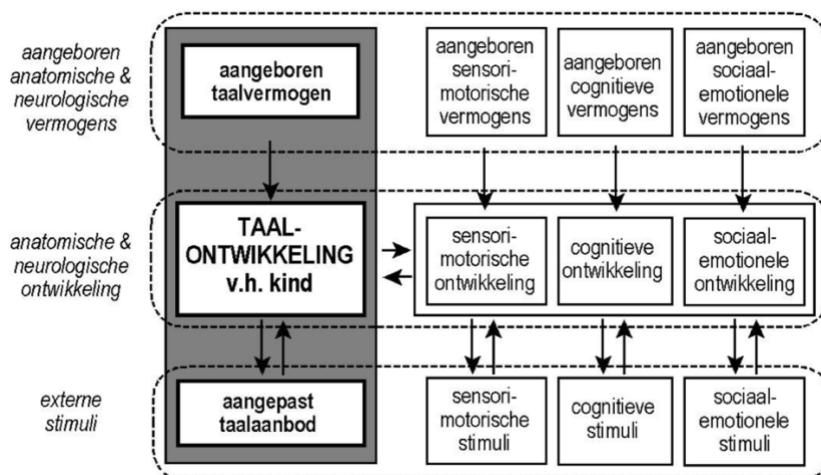 aangeboren
anatomische &
neurologische
vermogens
aangeboren
taalvermogen
aangeboren
sensori-
motorische
vermogens
aangeboren
cognitieve
vermogens
aangeboren
sociaal-
emotionele
vermogens
anatomische &
neurologische
ontwikkeling
TAAL-
ONTWIKKELING
v.h. kind
sensori-
motorische
ontwikkeling
cognitieve
ontwikkeling
sociaal-
emotionele
ontwikkeling
externe
stimuli
aangepast
taalaanbod
sensori-
motorische
stimuli
cognitieve
stimuli
sociaal-
emotionele
stimuli